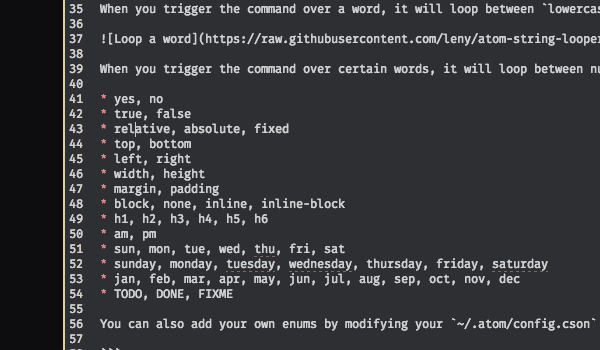 35 When you trigger the command over a word, it will loop between `lowercas
36
37 ![Loop a word](https://raw.githubusercontent.com/leny/atom-string-looper
38
39 When you trigger the command over certain words, it will loop between nu
40
41 * yes, no
42 * true, false
43 * relative, absolute, fixed
44 * top, bottom
45 * left, right
46 * width, height
47 * margin, padding
48 * block, none, inline, inline-block
49 * h1, h2, h3, h4, h5, h6
50 * am, pm
51 * sun, mon, tue, wed, thu, fri, sat
52 * sunday, monday, tuesday, wednesday, thursday, friday, saturday
53 * jan, feb, mar, apr, may, jun, jul, aug, sep, oct, nov, dec
54 * TODO, DONE, FIXME
55
56 You can also add your own enums by modifying your `~/.atom/config.cson`
57